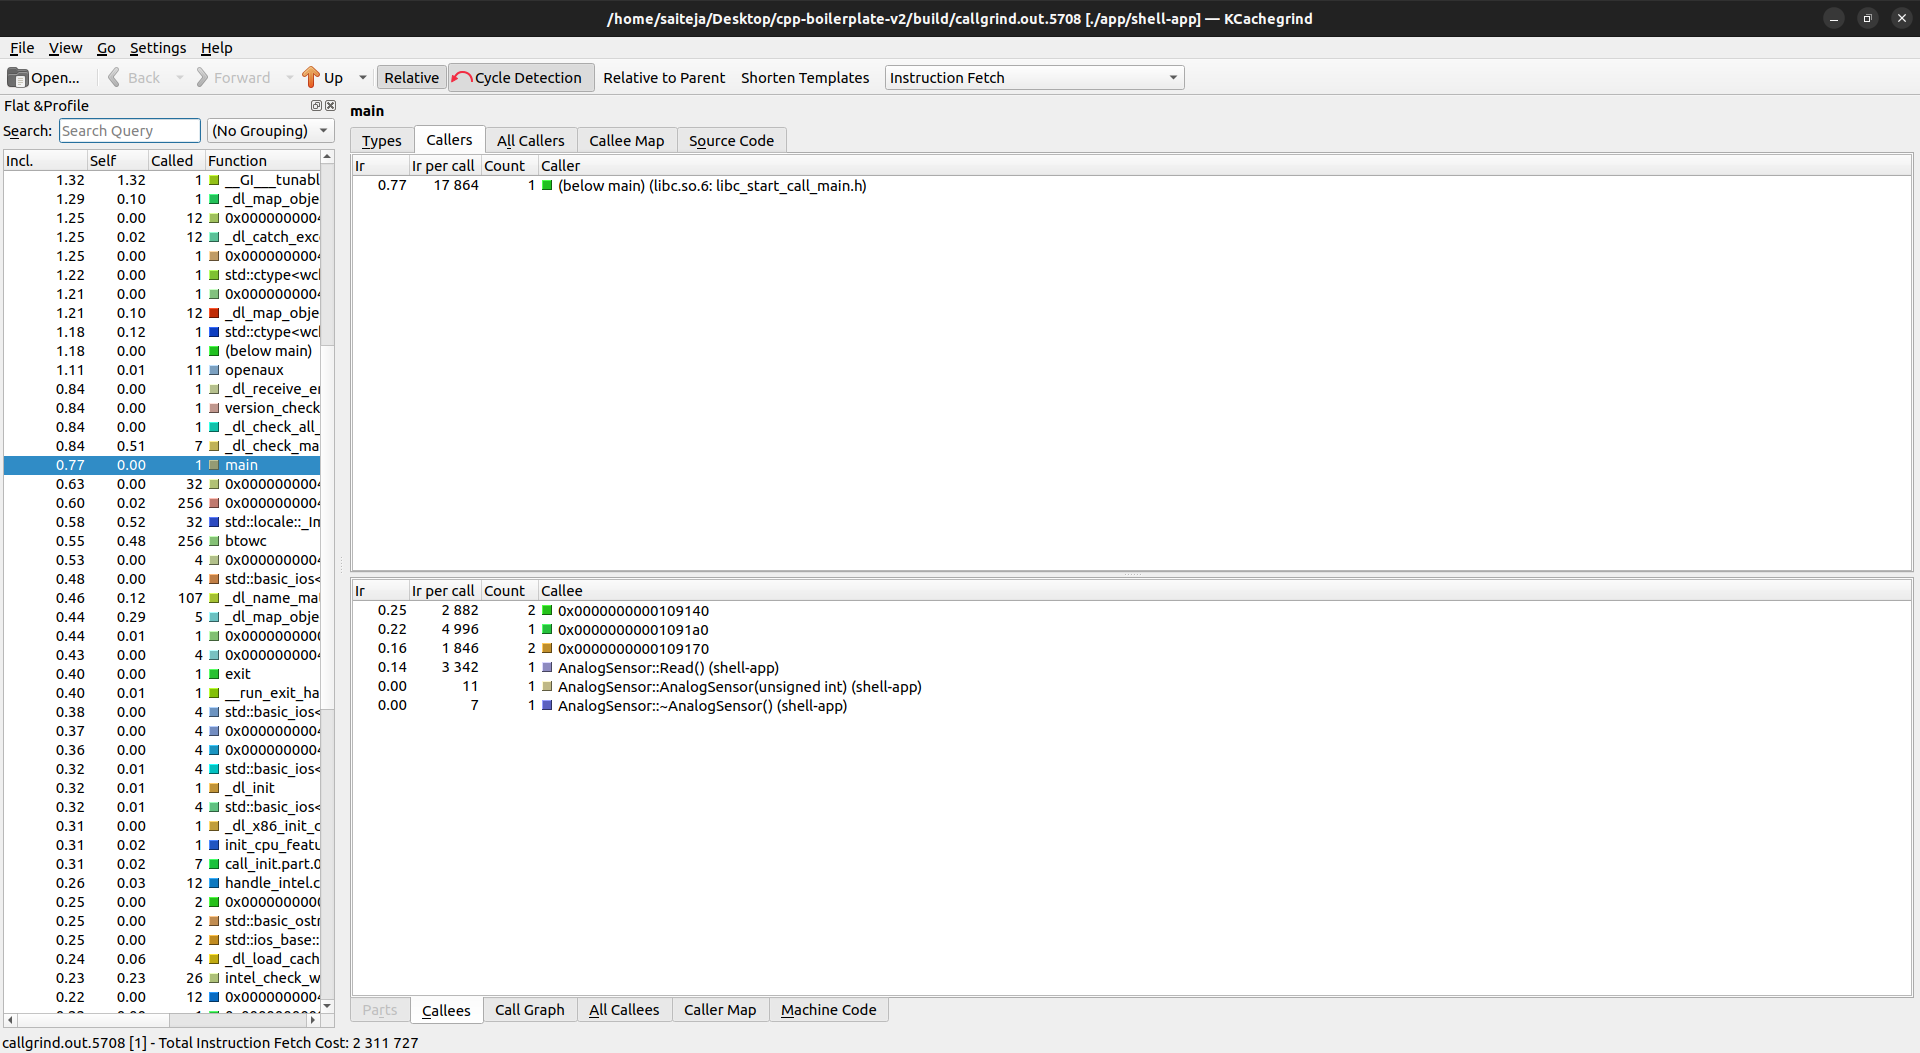 /home/saiteja/Desktop/cpp-boilerplate-v2/build/callgrind.out.5708 [./app/shell-app] — KCachegrind
File View Go Settings Help
Open... Back Forward Up Relative Cycle Detection Relative to Parent Shorten Templates Instruction Fetch
Flat &Profile
Search: Search Query (No Grouping)
Incl. Self Called Function
1.32 1.32 1 __GI___tunabl
1.29 0.10 1 _dl_map_obje
1.25 0.00 12 0x0000000004
1.25 0.02 12 _dl_catch_exc
1.25 0.00 1 0x0000000004
1.22 0.00 1 std::ctype<wcl
1.21 0.00 1 0x0000000004
1.21 0.10 12 _dl_map_obje
1.18 0.12 1 std::ctype<wcl
1.18 0.00 1 (below main)
1.11 0.01 11 openaux
0.84 0.00 1 _dl_receive_er
0.84 0.00 1 version_check
0.84 0.00 1 _dl_check_all_
0.84 0.51 7 _dl_check_ma
0.77 0.00 1 main
0.63 0.00 32 0x0000000004
0.60 0.02 256 0x0000000004
0.58 0.52 32 std::locale::_In
0.55 0.48 256 btowc
0.53 0.00 4 0x0000000004
0.48 0.00 4 std::basic_ios<
0.46 0.12 107 _dl_name_mat
0.44 0.29 5 _dl_map_obje
0.44 0.01 1 0x0000000000
0.43 0.00 4 0x0000000004
0.40 0.00 1 exit
0.40 0.01 1 __run_exit_ha
0.38 0.00 4 std::basic_ios<
0.37 0.00 4 0x0000000004
0.36 0.00 4 0x0000000004
0.32 0.01 4 std::basic_ios<
0.32 0.01 1 _dl_init
0.32 0.01 4 std::basic_ios<
0.31 0.00 1 _dl_x86_init_c
0.31 0.02 1 init_cpu_featu
0.31 0.02 7 call_init.part.0
0.26 0.03 12 handle_intel.c
0.25 0.00 2 0x0000000000
0.25 0.00 2 std::basic_ostr
0.25 0.00 2 std::ios_base::
0.24 0.06 4 _dl_load_cach
0.23 0.23 26 intel_check_w
0.22 0.00 12 0x0000000004
main
Types Callers All Callers Callee Map Source Code
Ir Ir per call Count Caller
0.77 17 864 1 (below main) (libc.so.6: libc_start_call_main.h)
Ir Ir per call Count Callee
0.25 2 882 2 0x0000000000109140
0.22 4 996 1 0x00000000001091a0
0.16 1 846 2 0x0000000000109170
0.14 3 342 1 AnalogSensor::Read() (shell-app)
0.00 11 1 AnalogSensor::AnalogSensor(unsigned int) (shell-app)
0.00 7 1 AnalogSensor::~AnalogSensor() (shell-app)
Parts Callees Call Graph All Callees Caller Map Machine Code
callgrind.out.5708 [1] - Total Instruction Fetch Cost: 2 311 727